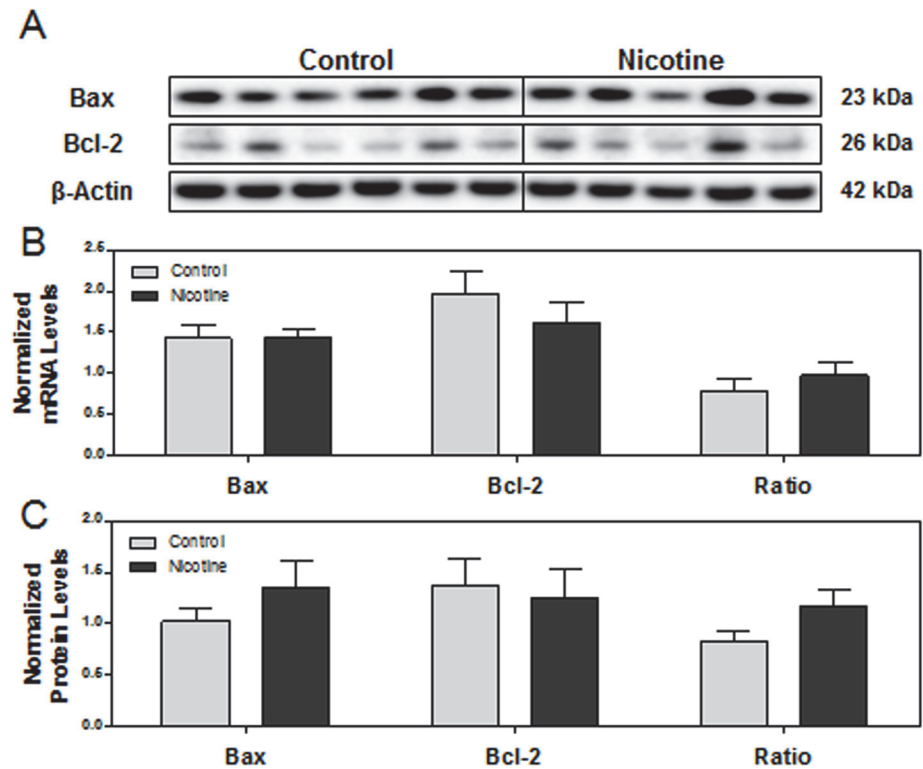 A
Control Nicotine
Bax 23 kDa
Bcl-2 26 kDa
β-Actin 42 kDa
B
Normalized
mRNA Levels
2.5
2.0
1.5
1.0
0.5
0.0
Control
Nicotine
Bax Bcl-2 Ratio
C
Normalized
Protein Levels
2.0
1.5
1.0
0.5
0.0
Control
Nicotine
Bax Bcl-2 Ratio